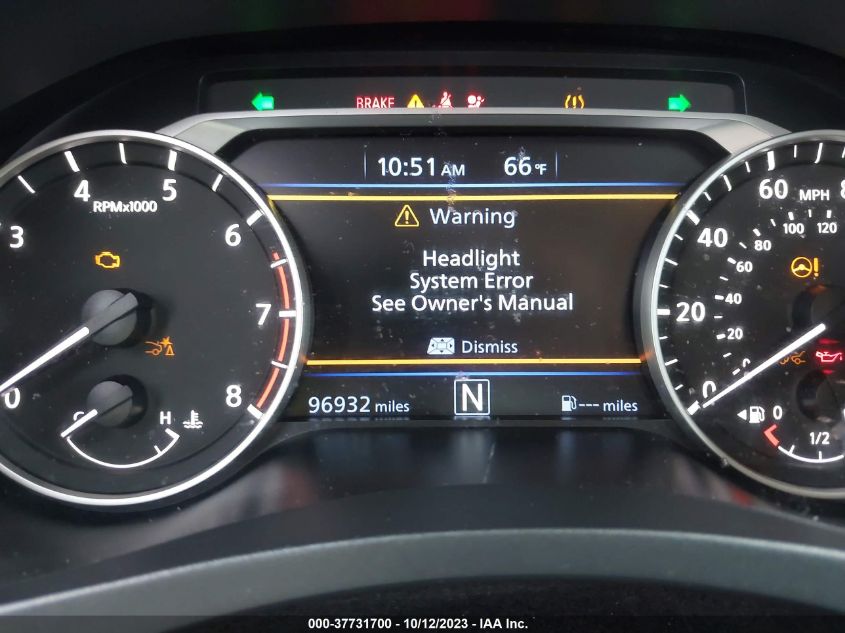 BRAKE
10:51 AM 66°F
Warning
Headlight
System Error
See Owner's Manual
Dismiss
96932 miles
N
--- miles
3
4
5
6
7
8
0
RPMx1000
H
0
20
40
60
MPH
20
40
60
80
100
120
0
1/2
000-37731700 - 10/12/2023 - IAA Inc.